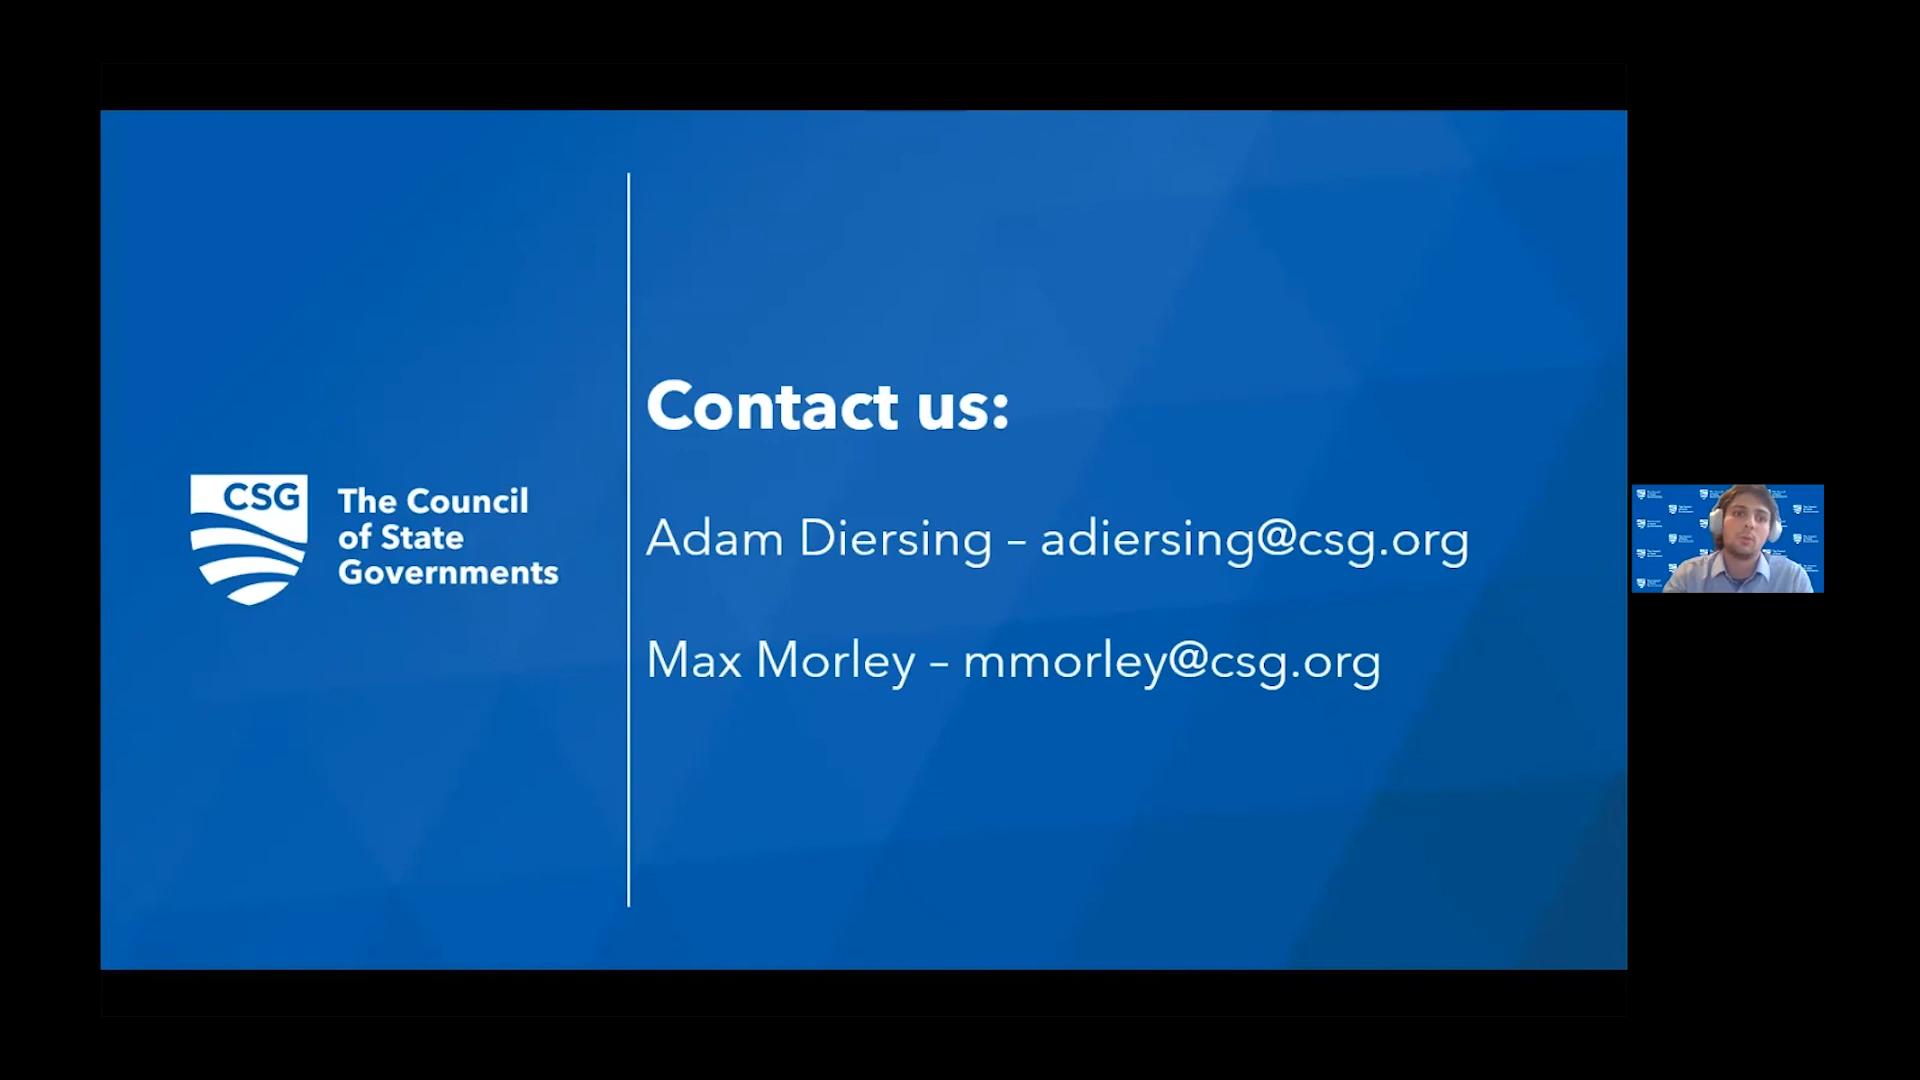 CSG
The Council
of State
Governments
Contact us:
Adam Diersing – adiersing@csg.org
Max Morley – mmorley@csg.org